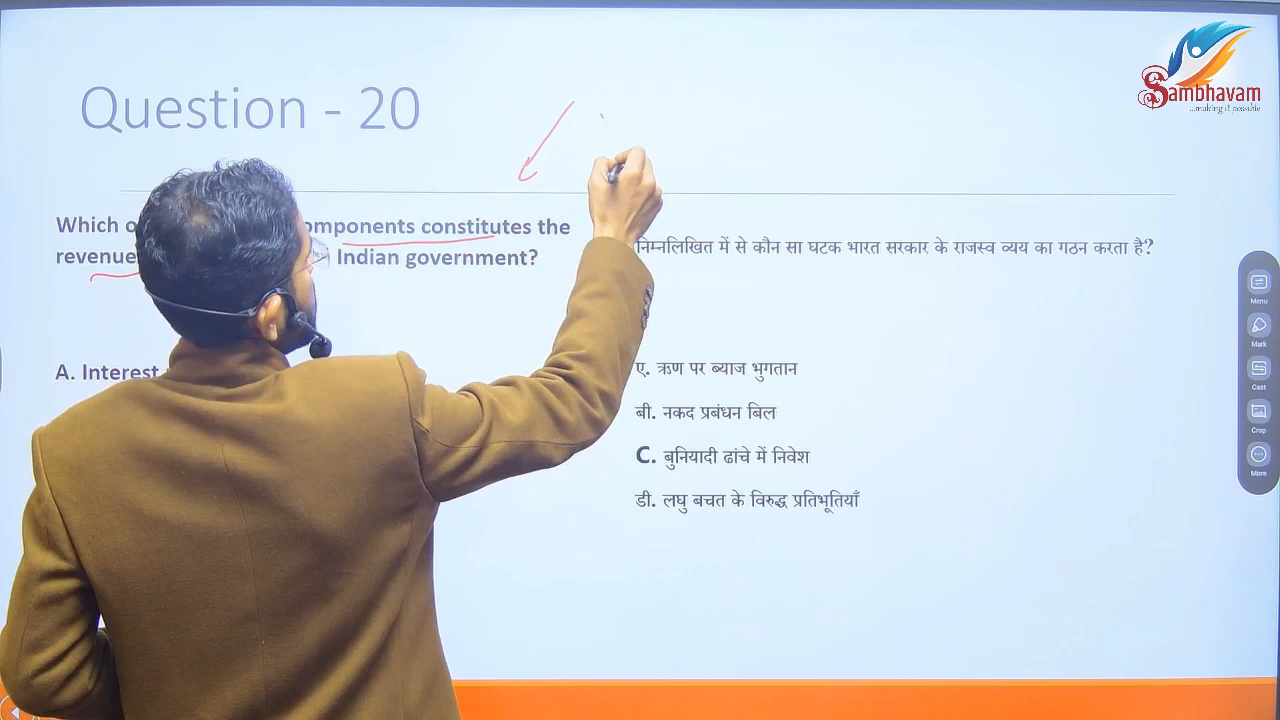 Question - 20
Sambhavam
...making it possible
Which omponents constitutes the
revenue Indian government?
निम्नलिखित में से कौन सा घटक भारत सरकार के राजस्व व्यय का गठन करता है?
A. Interest
ए. ऋण पर ब्याज भुगतान
बी. नकद प्रबंधन बिल
C. बुनियादी ढांचे में निवेश
डी. लघु बचत के विरुद्ध प्रतिभूतियाँ
Menu
Mark
Cast
Crop
More